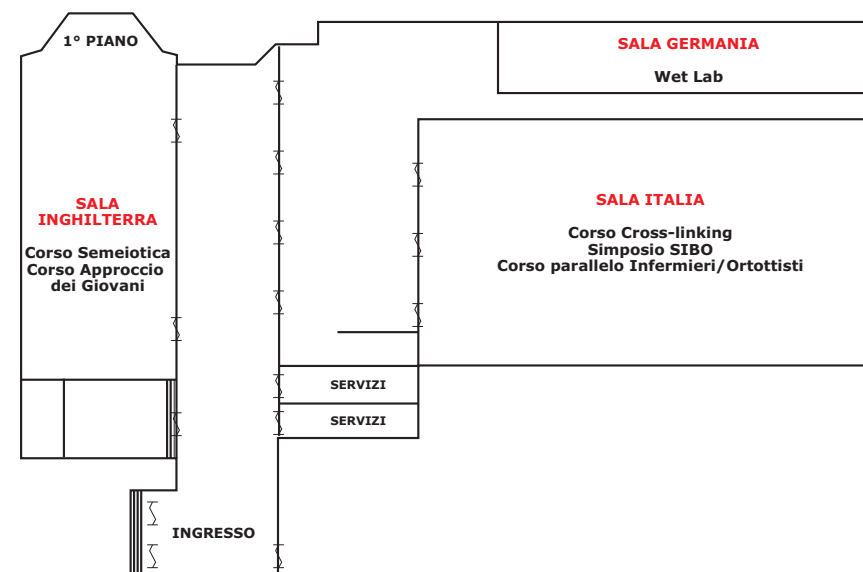 1° PIANO
SALA GERMANIA
Wet Lab
SALA
INGHILTERRA
Corso Semeiotica
Corso Approccio
dei Giovani
SALA ITALIA
Corso Cross-linking
Simposio SIBO
Corso parallelo Infermieri/Ortottisti
SERVIZI
SERVIZI
INGRESSO